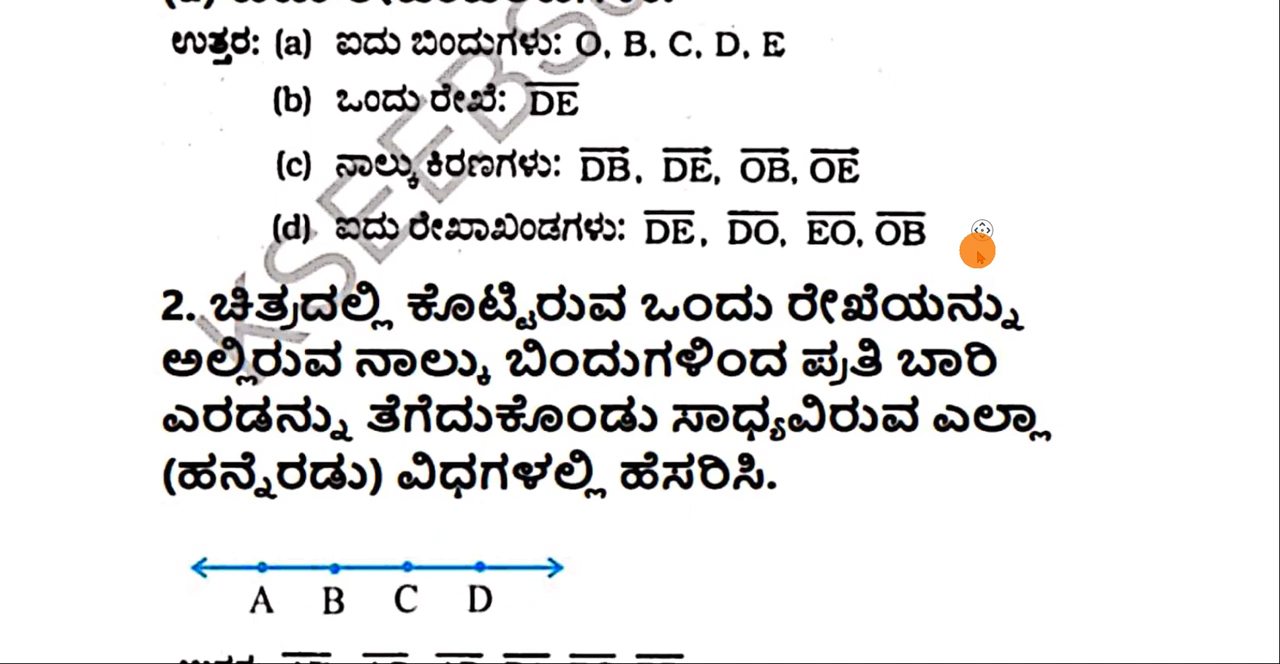 ಉತ್ತರ: (a) ಐದು ಬಿಂದುಗಳು: O, B, C, D, E
(b) ಒಂದು ರೇಖೆ: DE
(c) ನಾಲ್ಕು ಕಿರಣಗಳು: DB, DE, OB, OE
(d) ಐದು ರೇಖಾಖಂಡಗಳು: DE, DO, EO, OB
2. ಚಿತ್ರದಲ್ಲಿ ಕೊಟ್ಟಿರುವ ಒಂದು ರೇಖೆಯನ್ನು
ಅಲ್ಲಿರುವ ನಾಲ್ಕು ಬಿಂದುಗಳಿಂದ ಪ್ರತಿ ಬಾರಿ
ಎರಡನ್ನು ತೆಗೆದುಕೊಂಡು ಸಾಧ್ಯವಿರುವ ಎಲ್ಲಾ
(ಹನ್ನೆರಡು) ವಿಧಗಳಲ್ಲಿ ಹೆಸರಿಸಿ.
A B C D